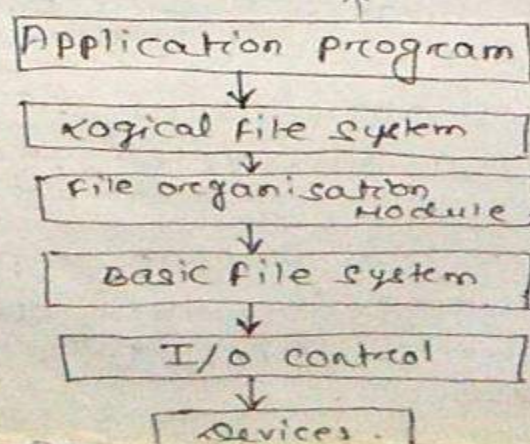 Application program
Logical file system
File organisation
Module
Basic file system
I/O control
Devices.